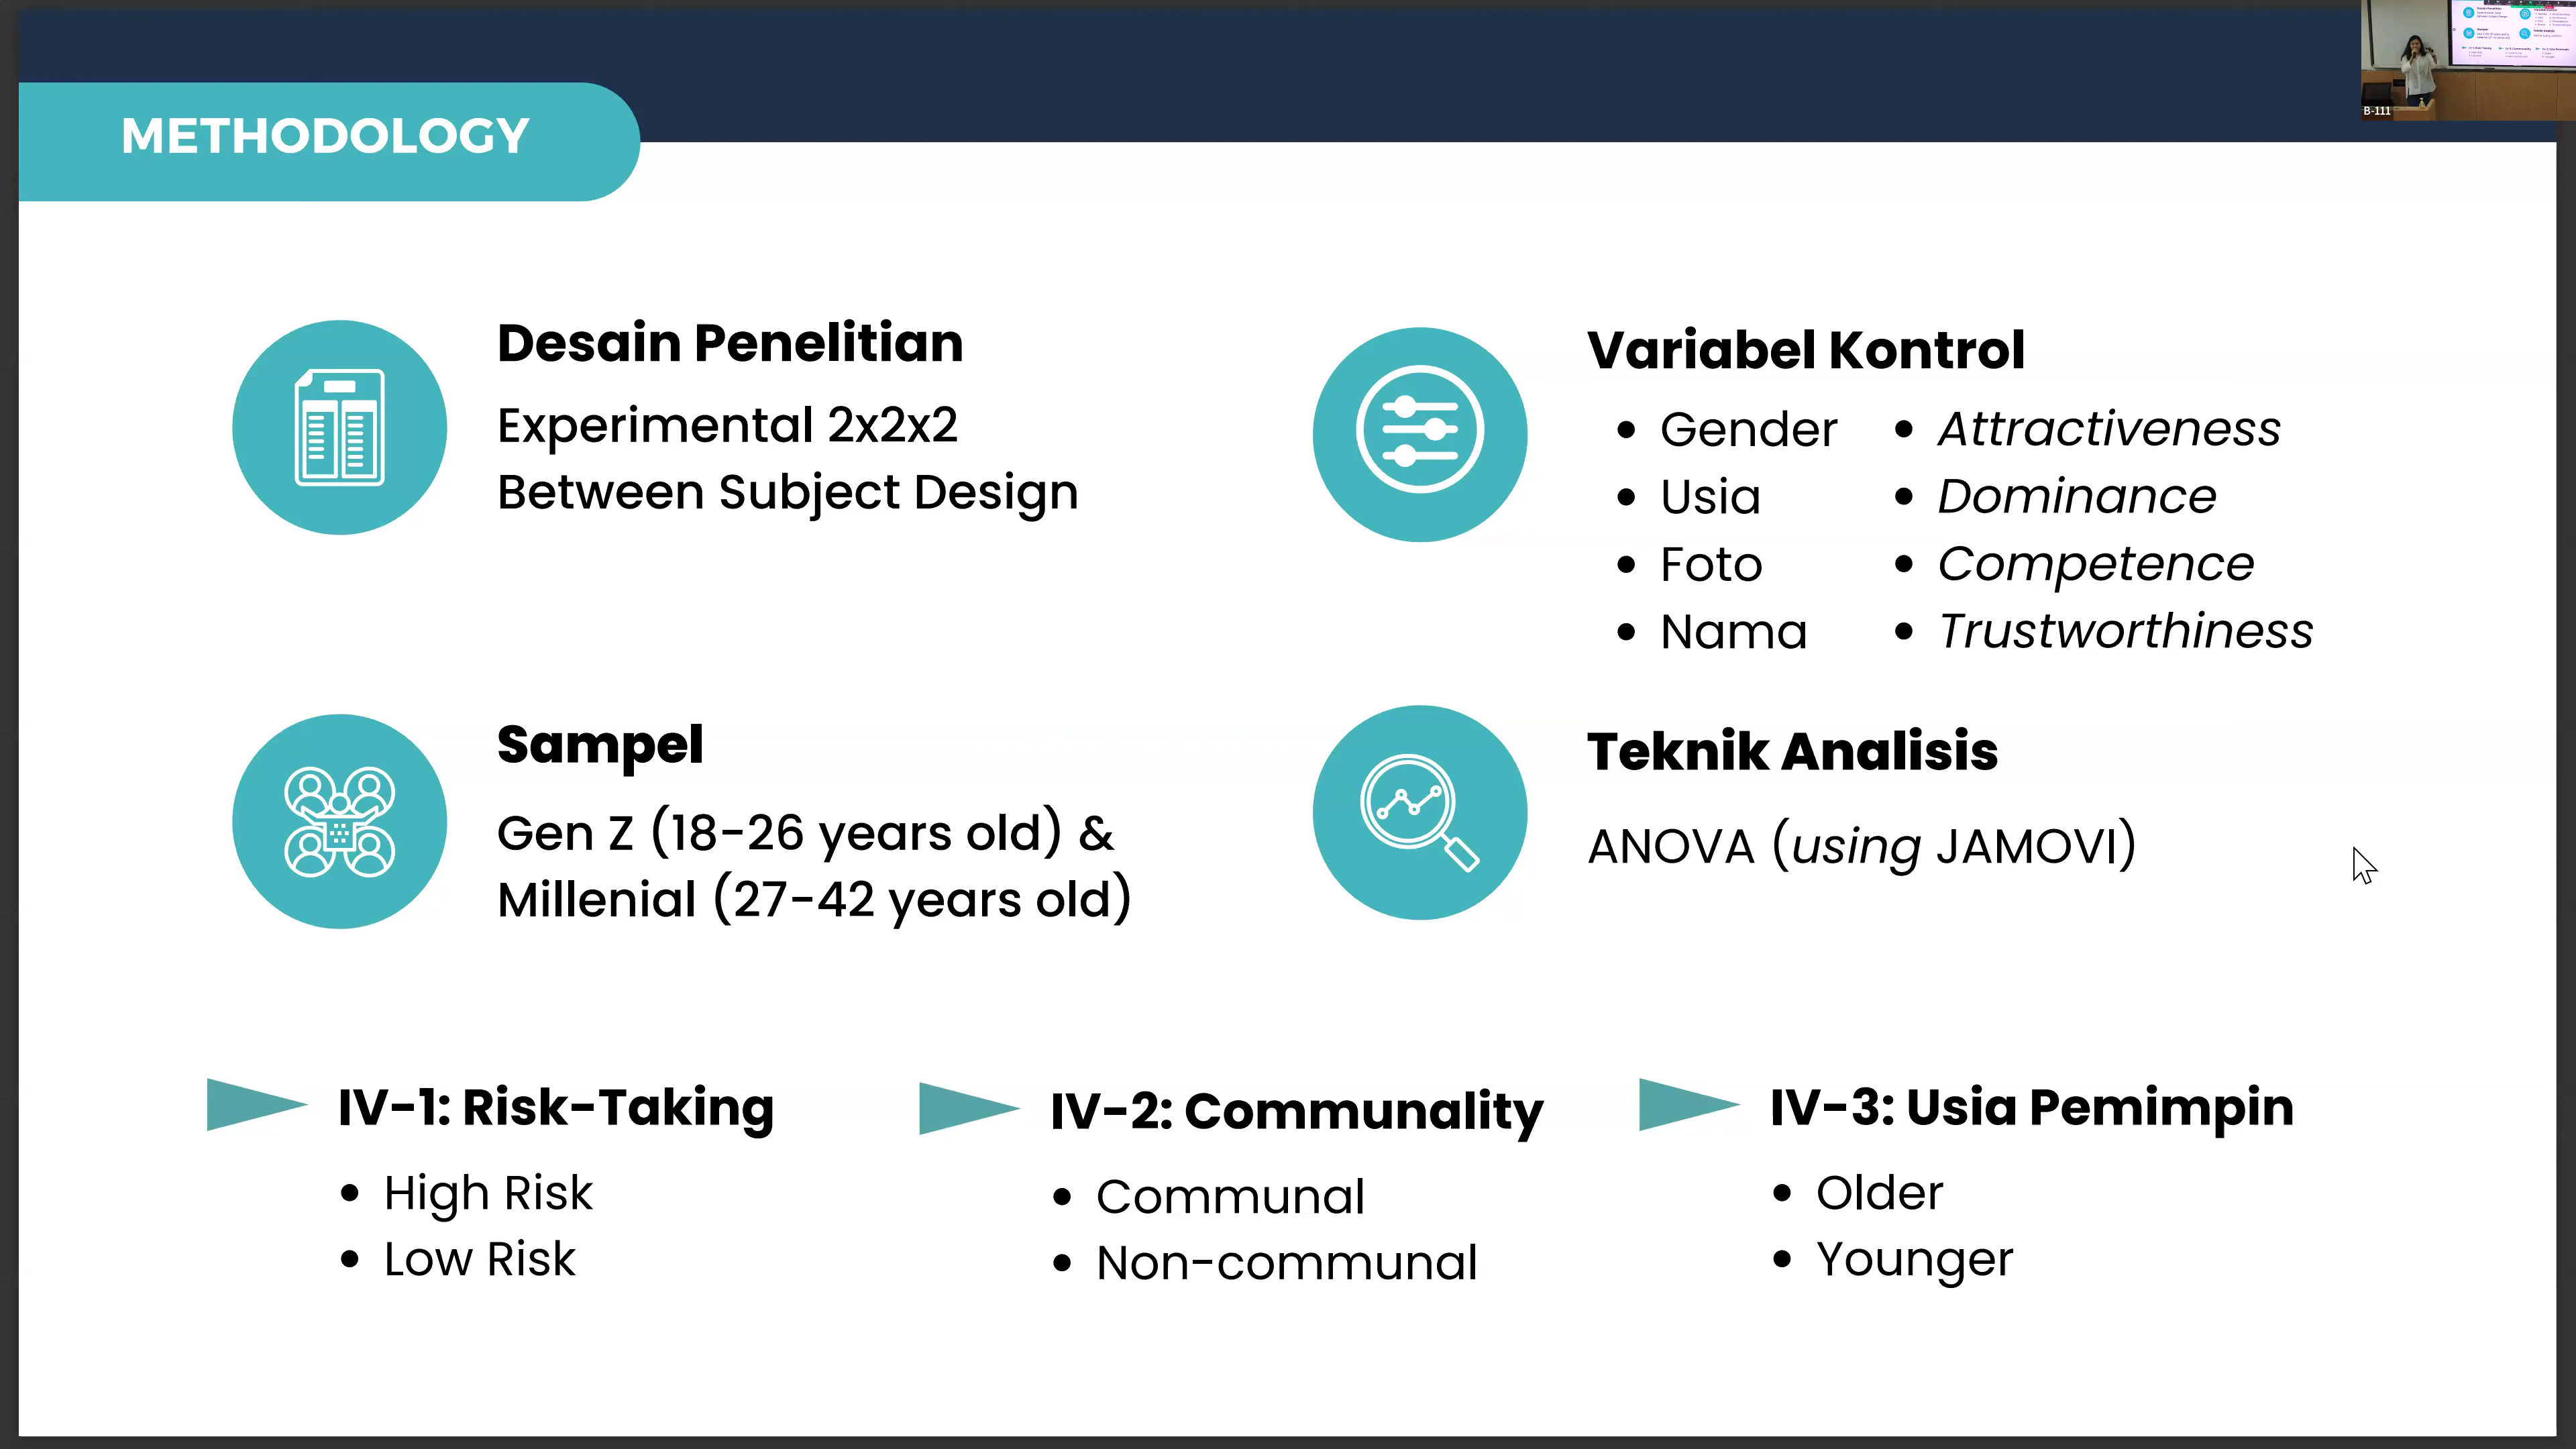 METHODOLOGY
Desain Penelitian
Experimental 2x2x2
Between Subject Design
Variabel Kontrol
Gender
Usia
Foto
Nama
Attractiveness
Dominance
Competence
Trustworthiness
Sampel
Gen Z (18-26 years old) &
Millenial (27-42 years old)
Teknik Analisis
ANOVA (using JAMOVI)
IV-1: Risk-Taking
High Risk
Low Risk
IV-2: Communality
Communal
Non-communal
IV-3: Usia Pemimpin
Older
Younger
B-111